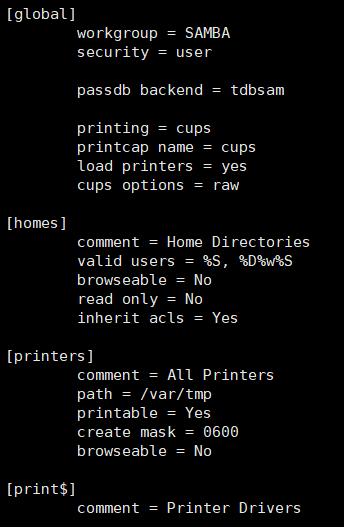 [global]
workgroup = SAMBA
security = user
passdb backend = tdbsam
printing = cups
printcap name = cups
load printers = yes
cups options = raw
[homes]
comment = Home Directories
valid users = %S, %D%w%S
browseable = No
read only = No
inherit acls = Yes
[printers]
comment = All Printers
path = /var/tmp
printable = Yes
create mask = 0600
browseable = No
[print$]
comment = Printer Drivers